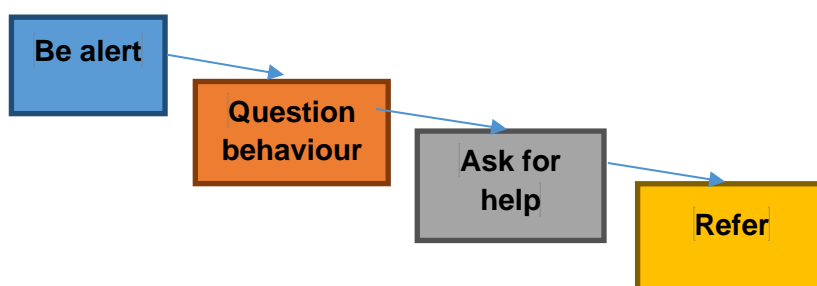 Be alert
Question
behaviour
Ask for
help
Refer